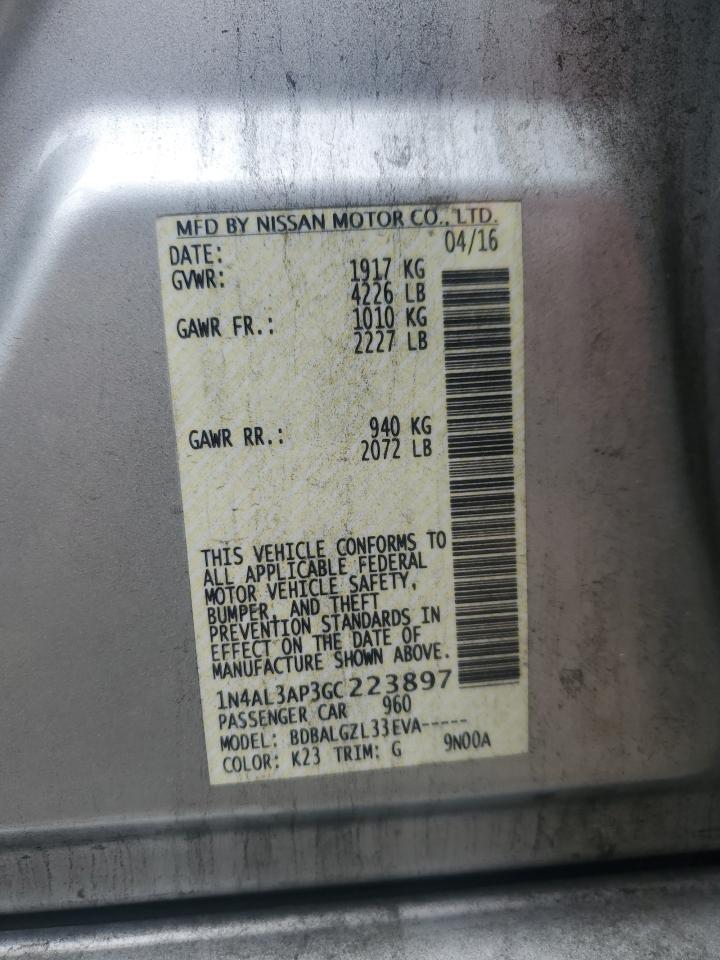 MFD BY NISSAN MOTOR CO., LTD.
DATE: 04/16
GVWR: 1917 KG
4226 LB
GAWR FR.: 1010 KG
2227 LB
GAWR RR.: 940 KG
2072 LB
THIS VEHICLE CONFORMS TO
ALL APPLICABLE FEDERAL
MOTOR VEHICLE SAFETY,
BUMPER, AND THEFT
PREVENTION STANDARDS IN
EFFECT ON THE DATE OF
MANUFACTURE SHOWN ABOVE.
1N4AL3AP3GC223897
PASSENGER CAR 960
MODEL: BDBALGZL33EVA-----
COLOR: K23 TRIM: G 9N00A